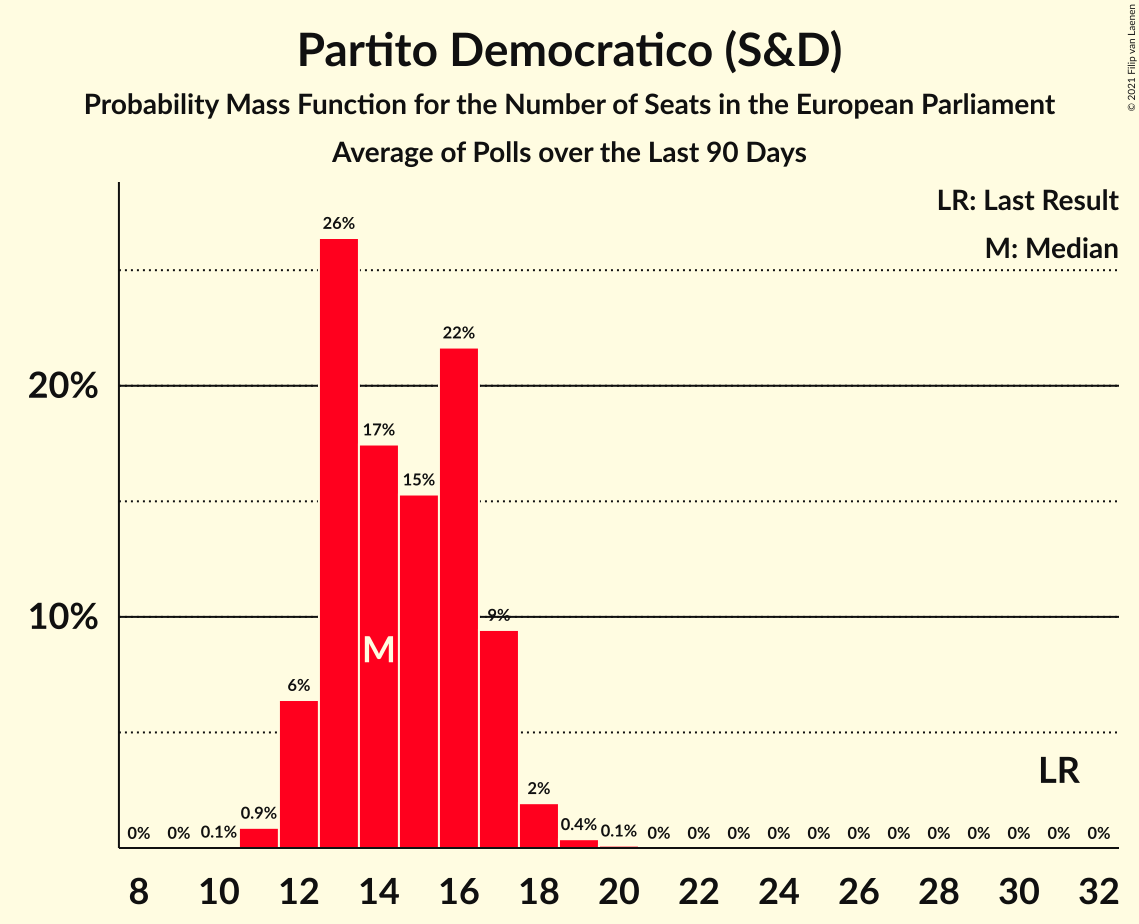 Partito Democratico (S&D)
Probability Mass Function for the Number of Seats in the European Parliament
Average of Polls over the Last 90 Days
© 2021 Filip van Laenen
LR: Last Result
M: Median
26%
22%
20%
17%
15%
10%
9%
M
6%
LR
2%
0% 0% 0.1% 0.9% 0.4% 0.1% 0% 0% 0% 0% 0% 0% 0% 0% 0% 0% 0% 0%
8 10 12 14 16 18 20 22 24 26 28 30 32